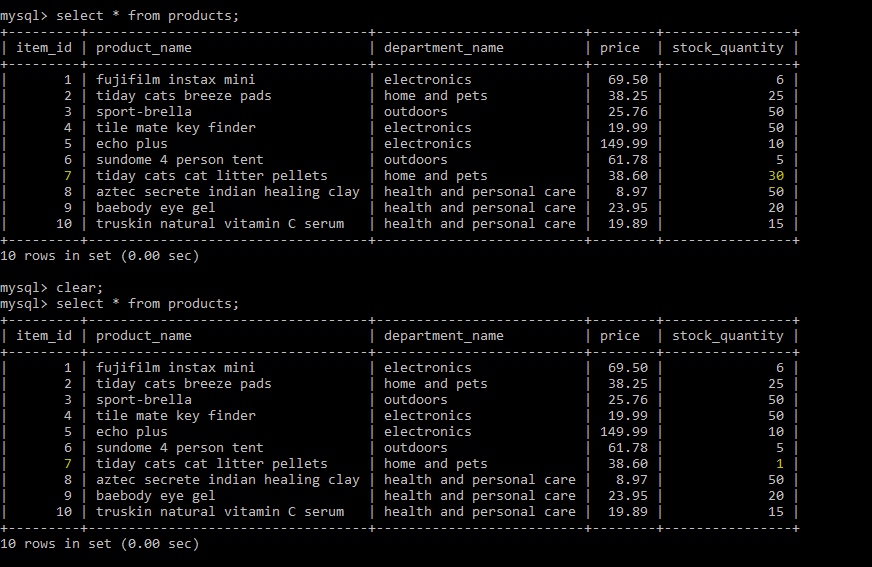 mysql> select * from products;
+---------+----------------------------------+--------------------------+--------+----------------+
| item_id | product_name                     | department_name          | price  | stock_quantity |
+---------+----------------------------------+--------------------------+--------+----------------+
|       1 | fujifilm instax mini             | electronics              |  69.50 |              6 |
|       2 | tiday cats breeze pads           | home and pets            |  38.25 |             25 |
|       3 | sport-brella                     | outdoors                 |  25.76 |             50 |
|       4 | tile mate key finder             | electronics              |  19.99 |             50 |
|       5 | echo plus                        | electronics              | 149.99 |             10 |
|       6 | sundome 4 person tent            | outdoors                 |  61.78 |              5 |
|       7 | tiday cats cat litter pellets    | home and pets            |  38.60 |             30 |
|       8 | aztec secrete indian healing clay | health and personal care |   8.97 |             50 |
|       9 | baebody eye gel                  | health and personal care |  23.95 |             20 |
|      10 | truskin natural vitamin C serum  | health and personal care |  19.89 |             15 |
+---------+----------------------------------+--------------------------+--------+----------------+
10 rows in set (0.00 sec)
mysql> clear;
mysql> select * from products;
+---------+----------------------------------+--------------------------+--------+----------------+
| item_id | product_name                     | department_name          | price  | stock_quantity |
+---------+----------------------------------+--------------------------+--------+----------------+
|       1 | fujifilm instax mini             | electronics              |  69.50 |              6 |
|       2 | tiday cats breeze pads           | home and pets            |  38.25 |             25 |
|       3 | sport-brella                     | outdoors                 |  25.76 |             50 |
|       4 | tile mate key finder             | electronics              |  19.99 |             50 |
|       5 | echo plus                        | electronics              | 149.99 |             10 |
|       6 | sundome 4 person tent            | outdoors                 |  61.78 |              5 |
|       7 | tiday cats cat litter pellets    | home and pets            |  38.60 |              1 |
|       8 | aztec secrete indian healing clay | health and personal care |   8.97 |             50 |
|       9 | baebody eye gel                  | health and personal care |  23.95 |             20 |
|      10 | truskin natural vitamin C serum  | health and personal care |  19.89 |             15 |
+---------+----------------------------------+--------------------------+--------+----------------+
10 rows in set (0.00 sec)